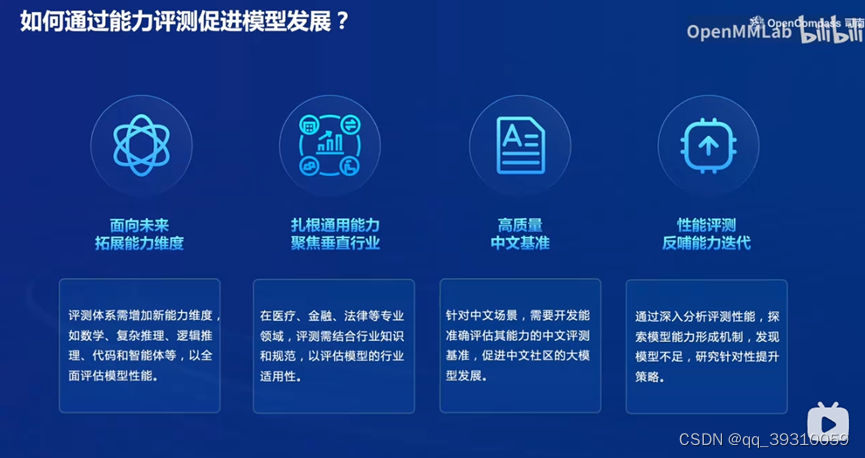 如何通过能力评测促进模型发展？
OpenCompass 司南
OpenMMLab bilibili
面向未来
拓展能力维度
扎根通用能力
聚焦垂直行业
高质量
中文基准
性能评测
反哺能力迭代
评测体系需增加新能力维度，
如数学、复杂推理、逻辑推
理、代码和智能体等，以全
面评估模型性能。
在医疗、金融、法律等专业
领域，评测需结合行业知识
和规范，以评估模型的行业
适用性。
针对中文场景，需要开发能
准确评估其能力的中文评测
基准，促进中文社区的大模
型发展。
通过深入分析评测性能，探
索模型能力形成机制，发现
模型不足，研究针对性提升
策略。
CSDN @qq_39310059